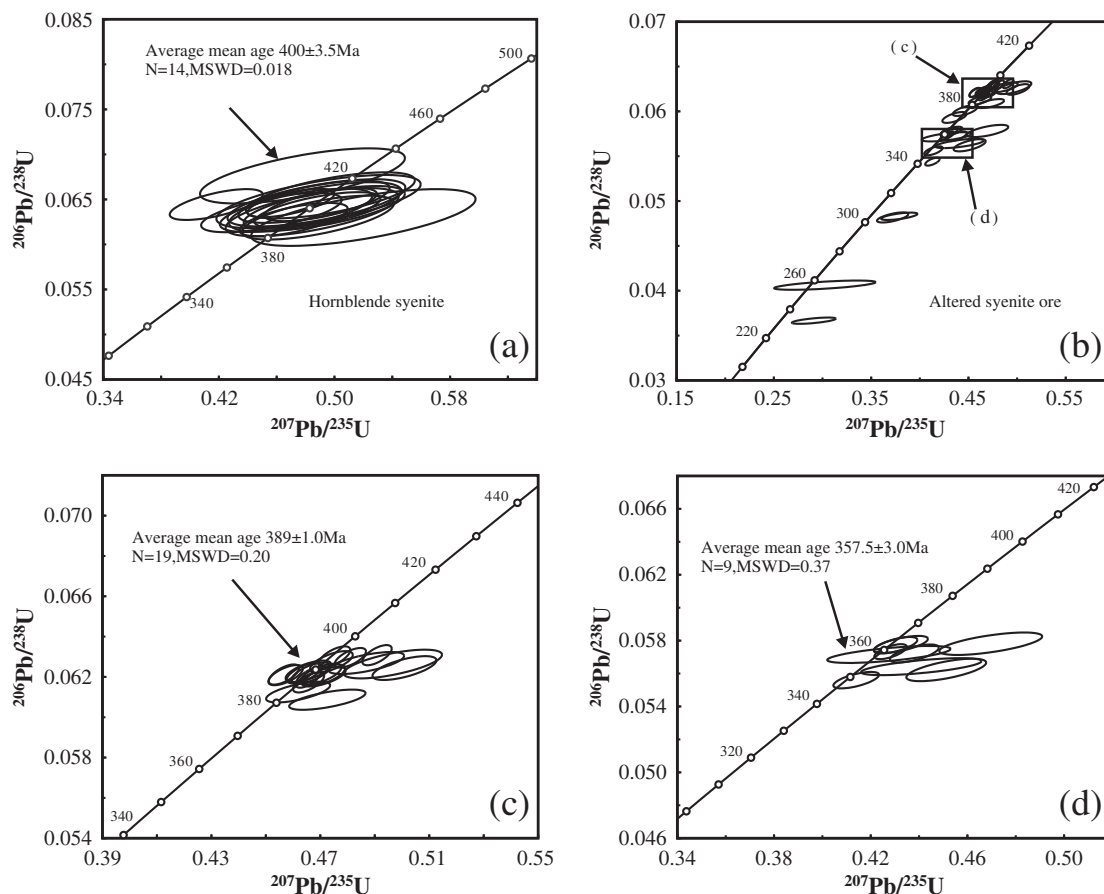 0.085
0.075
0.065
0.055
0.045
206Pb/238U
Average mean age 400±3.5Ma
N=14,MSWD=0.018
500
460
420
380
340
Hornblende syenite
(a)
0.34 0.42 0.50 0.58
207Pb/235U
0.07
0.06
0.05
0.04
0.03
206Pb/238U
420
(c)
380
340
(d)
300
260
220
Altered syenite ore
(b)
0.15 0.25 0.35 0.45 0.55
207Pb/235U
0.070
0.066
0.062
0.058
0.054
206Pb/238U
Average mean age 389±1.0Ma
N=19,MSWD=0.20
440
420
400
380
360
340
(c)
0.39 0.43 0.47 0.51 0.55
207Pb/235U
0.066
0.062
0.058
0.054
0.050
0.046
206Pb/238U
Average mean age 357.5±3.0Ma
N=9,MSWD=0.37
420
400
380
360
340
320
(d)
0.34 0.38 0.42 0.46 0.50
207Pb/235U